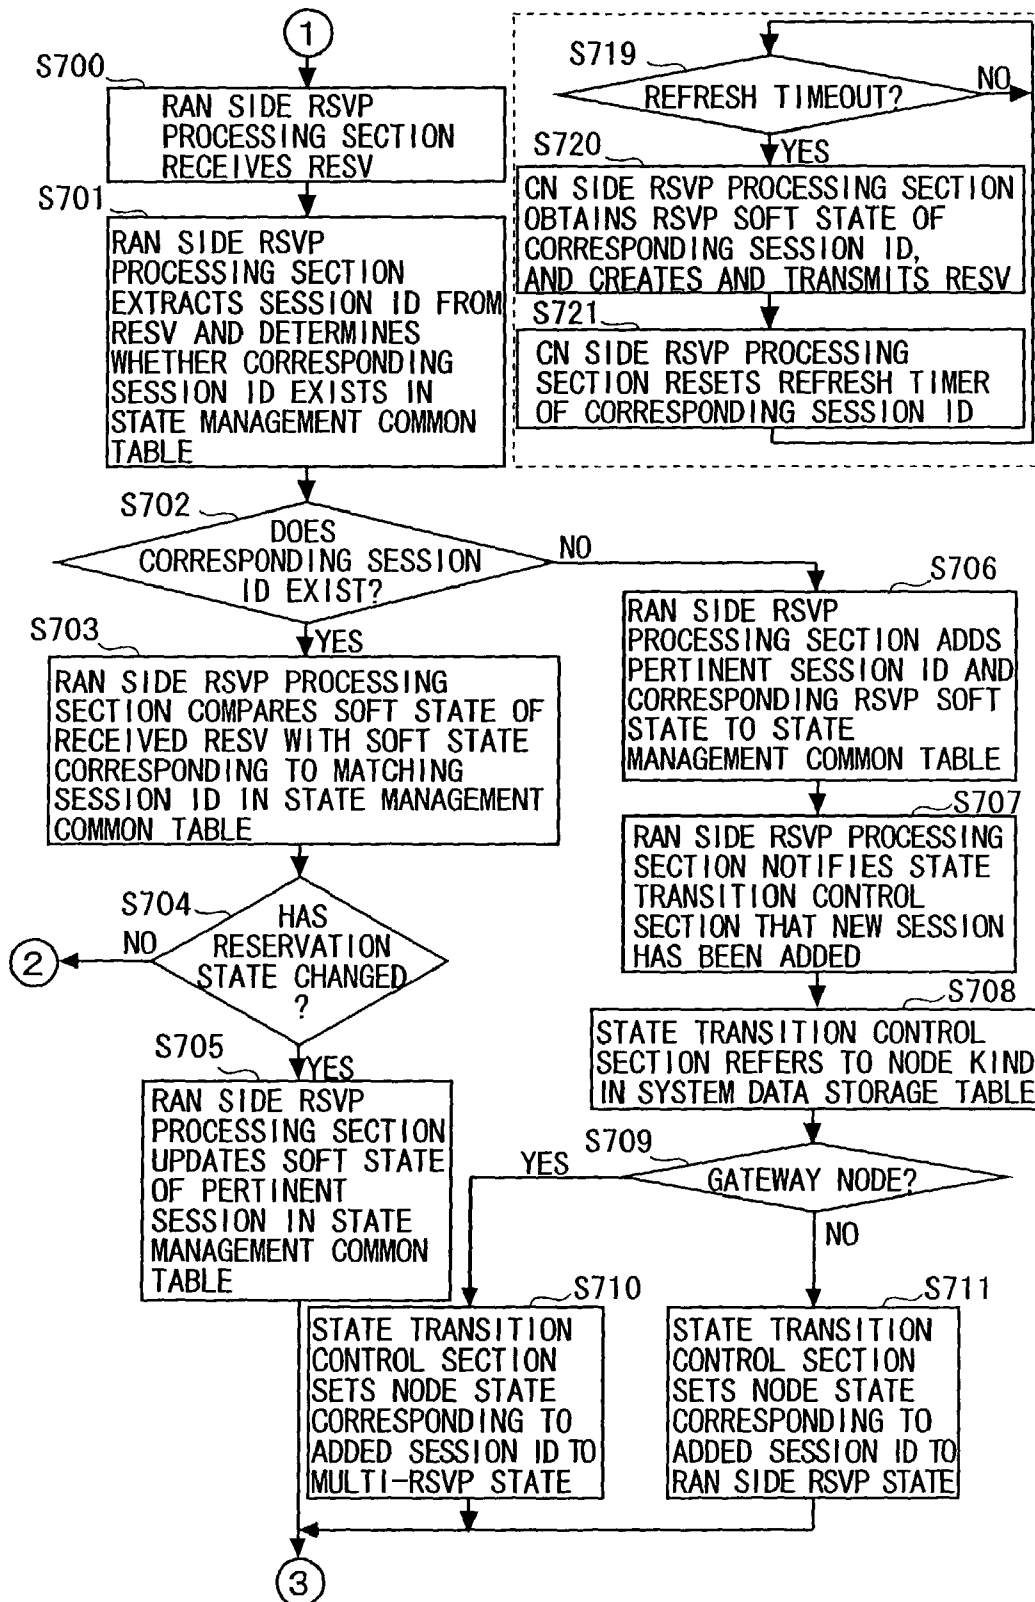 1
S700
RAN SIDE RSVP
PROCESSING SECTION
RECEIVES RESV
S701
RAN SIDE RSVP
PROCESSING SECTION
EXTRACTS SESSION ID FROM
RESV AND DETERMINES
WHETHER CORRESPONDING
SESSION ID EXISTS IN
STATE MANAGEMENT COMMON
TABLE
S702
DOES
CORRESPONDING SESSION
ID EXIST?
NO
YES
S703
RAN SIDE RSVP PROCESSING
SECTION COMPARES SOFT STATE OF
RECEIVED RESV WITH SOFT STATE
CORRESPONDING TO MATCHING
SESSION ID IN STATE MANAGEMENT
COMMON TABLE
S704
HAS
RESERVATION
STATE CHANGED
?
NO
2
YES
S705
RAN SIDE RSVP
PROCESSING SECTION
UPDATES SOFT STATE
OF PERTINENT
SESSION IN STATE
MANAGEMENT COMMON
TABLE
S706
RAN SIDE RSVP
PROCESSING SECTION ADDS
PERTINENT SESSION ID AND
CORRESPONDING RSVP SOFT
STATE TO STATE
MANAGEMENT COMMON TABLE
S707
RAN SIDE RSVP PROCESSING
SECTION NOTIFIES STATE
TRANSITION CONTROL
SECTION THAT NEW SESSION
HAS BEEN ADDED
S708
STATE TRANSITION CONTROL
SECTION REFERS TO NODE KIND
IN SYSTEM DATA STORAGE TABLE
S709
GATEWAY NODE?
YES
NO
S710
STATE TRANSITION
CONTROL SECTION
SETS NODE STATE
CORRESPONDING TO
ADDED SESSION ID TO
MULTI-RSVP STATE
S711
STATE TRANSITION
CONTROL SECTION
SETS NODE STATE
CORRESPONDING TO
ADDED SESSION ID TO
RAN SIDE RSVP STATE
3
S719
REFRESH TIMEOUT?
NO
YES
S720
CN SIDE RSVP PROCESSING SECTION
OBTAINS RSVP SOFT STATE OF
CORRESPONDING SESSION ID,
AND CREATES AND TRANSMITS RESV
S721
CN SIDE RSVP PROCESSING
SECTION RESETS REFRESH TIMER
OF CORRESPONDING SESSION ID